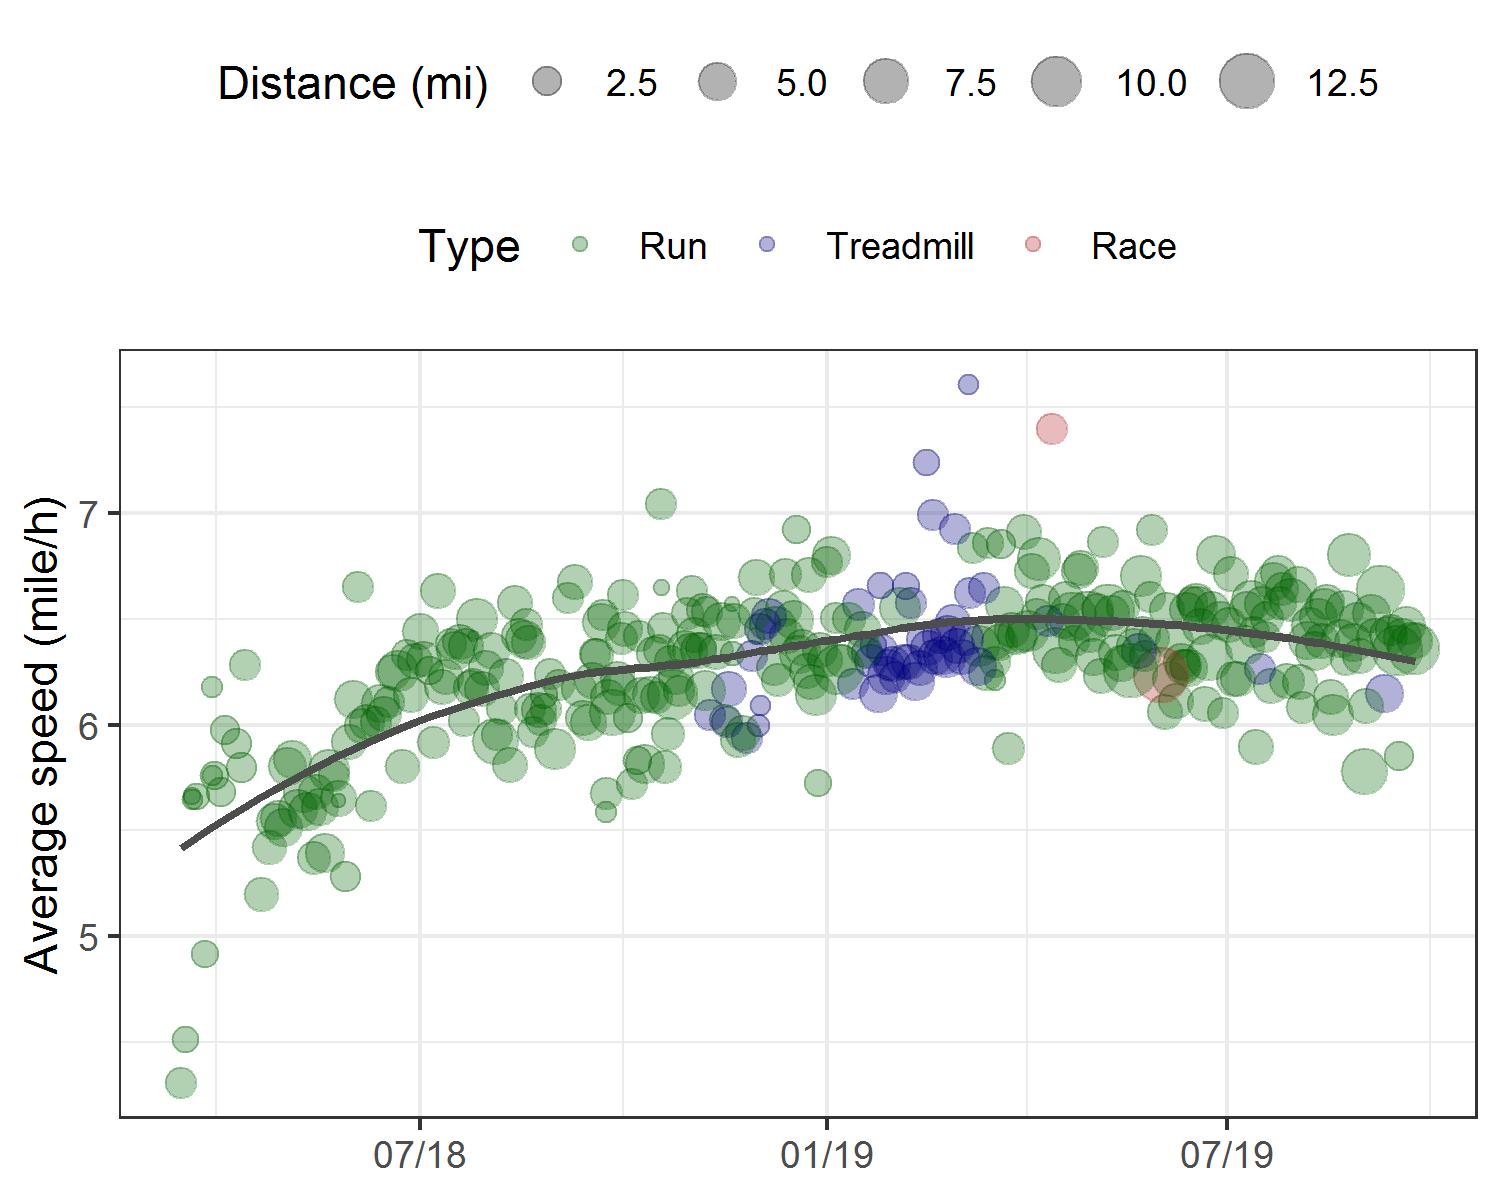 Distance (mi) 2.5 5.0 7.5 10.0 12.5
Type Run Treadmill Race
Average speed (mile/h)
7
6
5
07/18 01/19 07/19